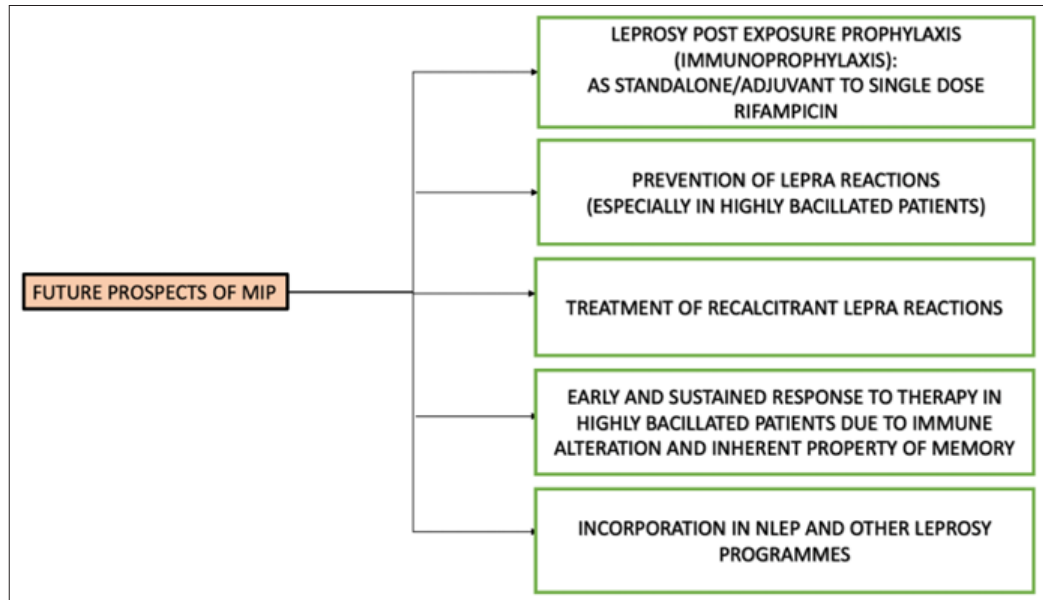 FUTURE PROSPECTS OF MIP
LEPROSY POST EXPOSURE PROPHYLAXIS
(IMMUNOPROPHYLAXIS):
AS STANDALONE/ADJUVANT TO SINGLE DOSE
RIFAMPICIN
PREVENTION OF LEPRA REACTIONS
(ESPECIALLY IN HIGHLY BACILLATED PATIENTS)
TREATMENT OF RECALCITRANT LEPRA REACTIONS
EARLY AND SUSTAINED RESPONSE TO THERAPY IN
HIGHLY BACILLATED PATIENTS DUE TO IMMUNE
ALTERATION AND INHERENT PROPERTY OF MEMORY
INCORPORATION IN NLEP AND OTHER LEPROSY
PROGRAMMES